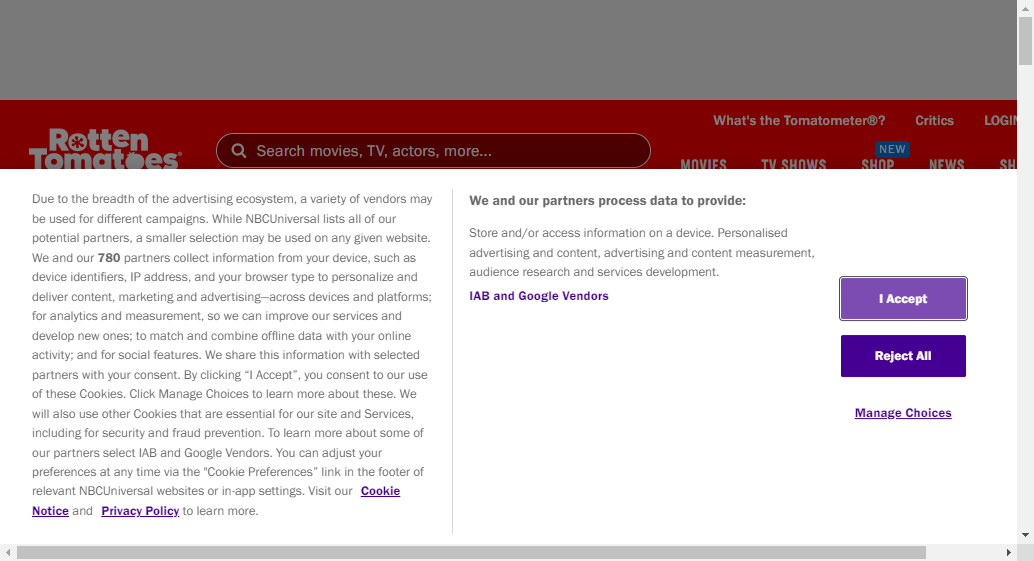 What's the Tomatometer®? Critics LOGIN
Rotten
Tomatoes®
Search movies, TV, actors, more...
NEW
MOVIES TV SHOWS SHOP NEWS SH
Due to the breadth of the advertising ecosystem, a variety of vendors may
be used for different campaigns. While NBCUniversal lists all of our
potential partners, a smaller selection may be used on any given website.
We and our 780 partners collect information from your device, such as
device identifiers, IP address, and your browser type to personalize and
deliver content, marketing and advertising—across devices and platforms;
for analytics and measurement, so we can improve our services and
develop new ones; to match and combine offline data with your online
activity; and for social features. We share this information with selected
partners with your consent. By clicking “I Accept”, you consent to our use
of these Cookies. Click Manage Choices to learn more about these. We
will also use other Cookies that are essential for our site and Services,
including for security and fraud prevention. To learn more about some of
our partners select IAB and Google Vendors. You can adjust your
preferences at any time via the "Cookie Preferences” link in the footer of
relevant NBCUniversal websites or in-app settings. Visit our Cookie
Notice and Privacy Policy to learn more.
We and our partners process data to provide:
Store and/or access information on a device. Personalised
advertising and content, advertising and content measurement,
audience research and services development.
IAB and Google Vendors
I Accept
Reject All
Manage Choices